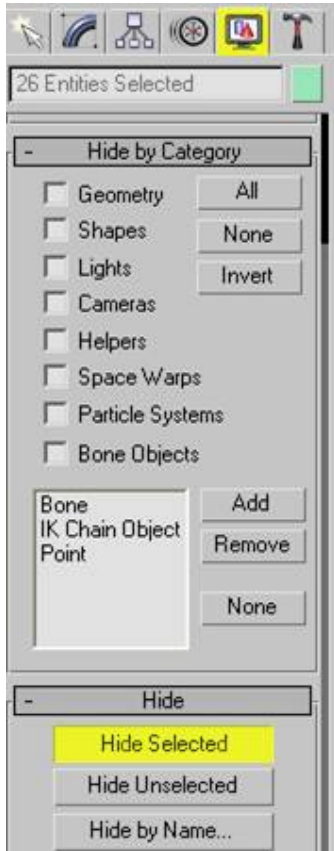 26 Entities Selected
- Hide by Category
Geometry All
Shapes None
Lights Invert
Cameras
Helpers
Space Warps
Particle Systems
Bone Objects
Bone Add
IK Chain Object Remove
Point
None
- Hide
Hide Selected
Hide Unselected
Hide by Name...